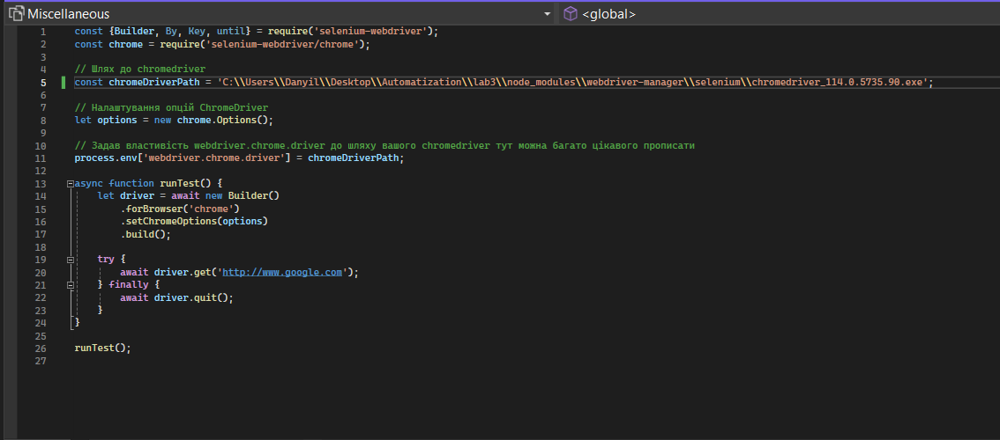 Miscellaneous <global>
1 const {Builder, By, Key, until} = require('selenium-webdriver');
2 const chrome = require('selenium-webdriver/chrome');
3
4 // Шлях до chromedriver
5 const chromeDriverPath = 'C:\\Users\\Danyil\\Desktop\\Automatization\\lab3\\node_modules\\webdriver-manager\\selenium\\chromedriver_114.0.5735.90.exe';
6
7 // Налаштування опцій ChromeDriver
8 let options = new chrome.Options();
9
10 // Задав властивість webdriver.chrome.driver до шляху вашого chromedriver тут можна багато цікавого прописати
11 process.env['webdriver.chrome.driver'] = chromeDriverPath;
12
13 async function runTest() {
14 let driver = await new Builder()
15 .forBrowser('chrome')
16 .setChromeOptions(options)
17 .build();
18
19 try {
20 await driver.get('http://www.google.com');
21 } finally {
22 await driver.quit();
23 }
24 }
25
26 runTest();
27